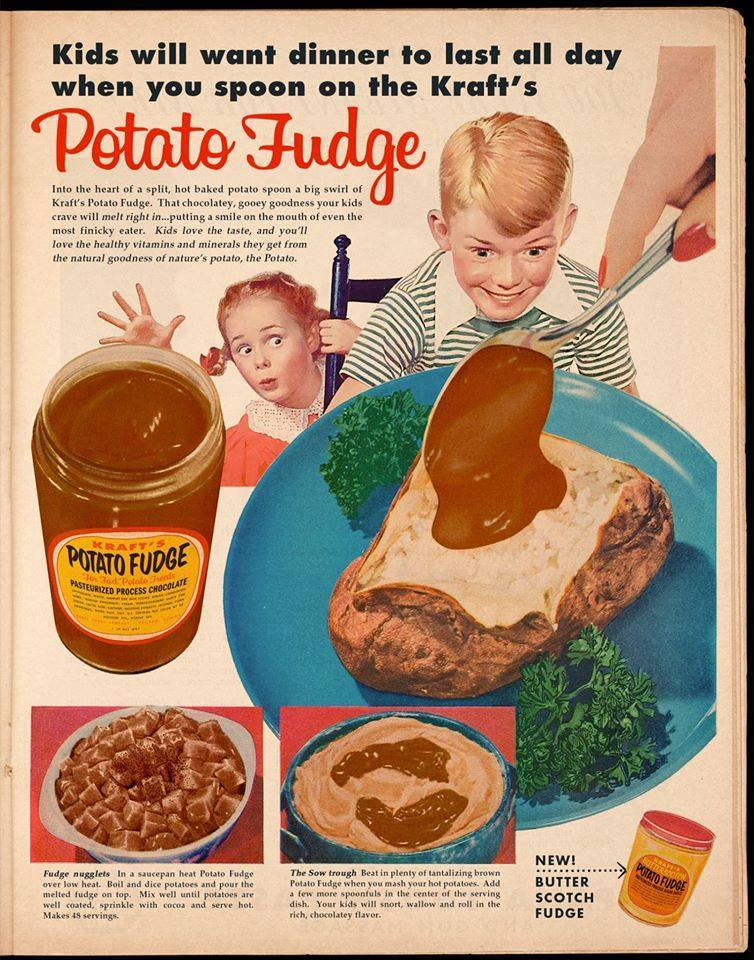 Kids will want dinner to last all day
when you spoon on the Kraft's
Potato Fudge
Into the heart of a split, hot baked potato spoon a big swirl of
Kraft's Potato Fudge. That chocolatey, gooey goodness your kids
crave will melt right in...putting a smile on the mouth of even the
most finicky eater. Kids love the taste, and you'll
love the healthy vitamins and minerals they get from
the natural goodness of nature's potato, the Potato.
KRAFT'S
POTATO FUDGE
For Fad Potato Treats
PASTEURIZED PROCESS CHOCOLATE
Fudge nugglets In a saucepan heat Potato Fudge
over low heat. Boil and dice potatoes and pour the
melted fudge on top. Mix well until potatoes are
well coated, sprinkle with cocoa and serve hot.
Makes 48 servings.
The Sow trough Beat in plenty of tantalizing brown
Potato Fudge when you mash your hot potatoes. Add
a few more spoonfuls in the center of the serving
dish. Your kids will snort, wallow and roll in the
rich, chocolatey flavor.
NEW!
BUTTER
SCOTCH
FUDGE
KRAFT'S
POTATO FUDGE